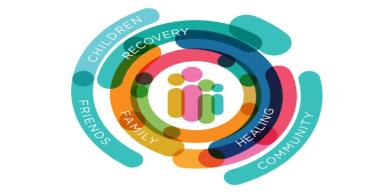 CHILDREN
RECOVERY
FRIENDS
FAMILY
HEALING
COMMUNITY